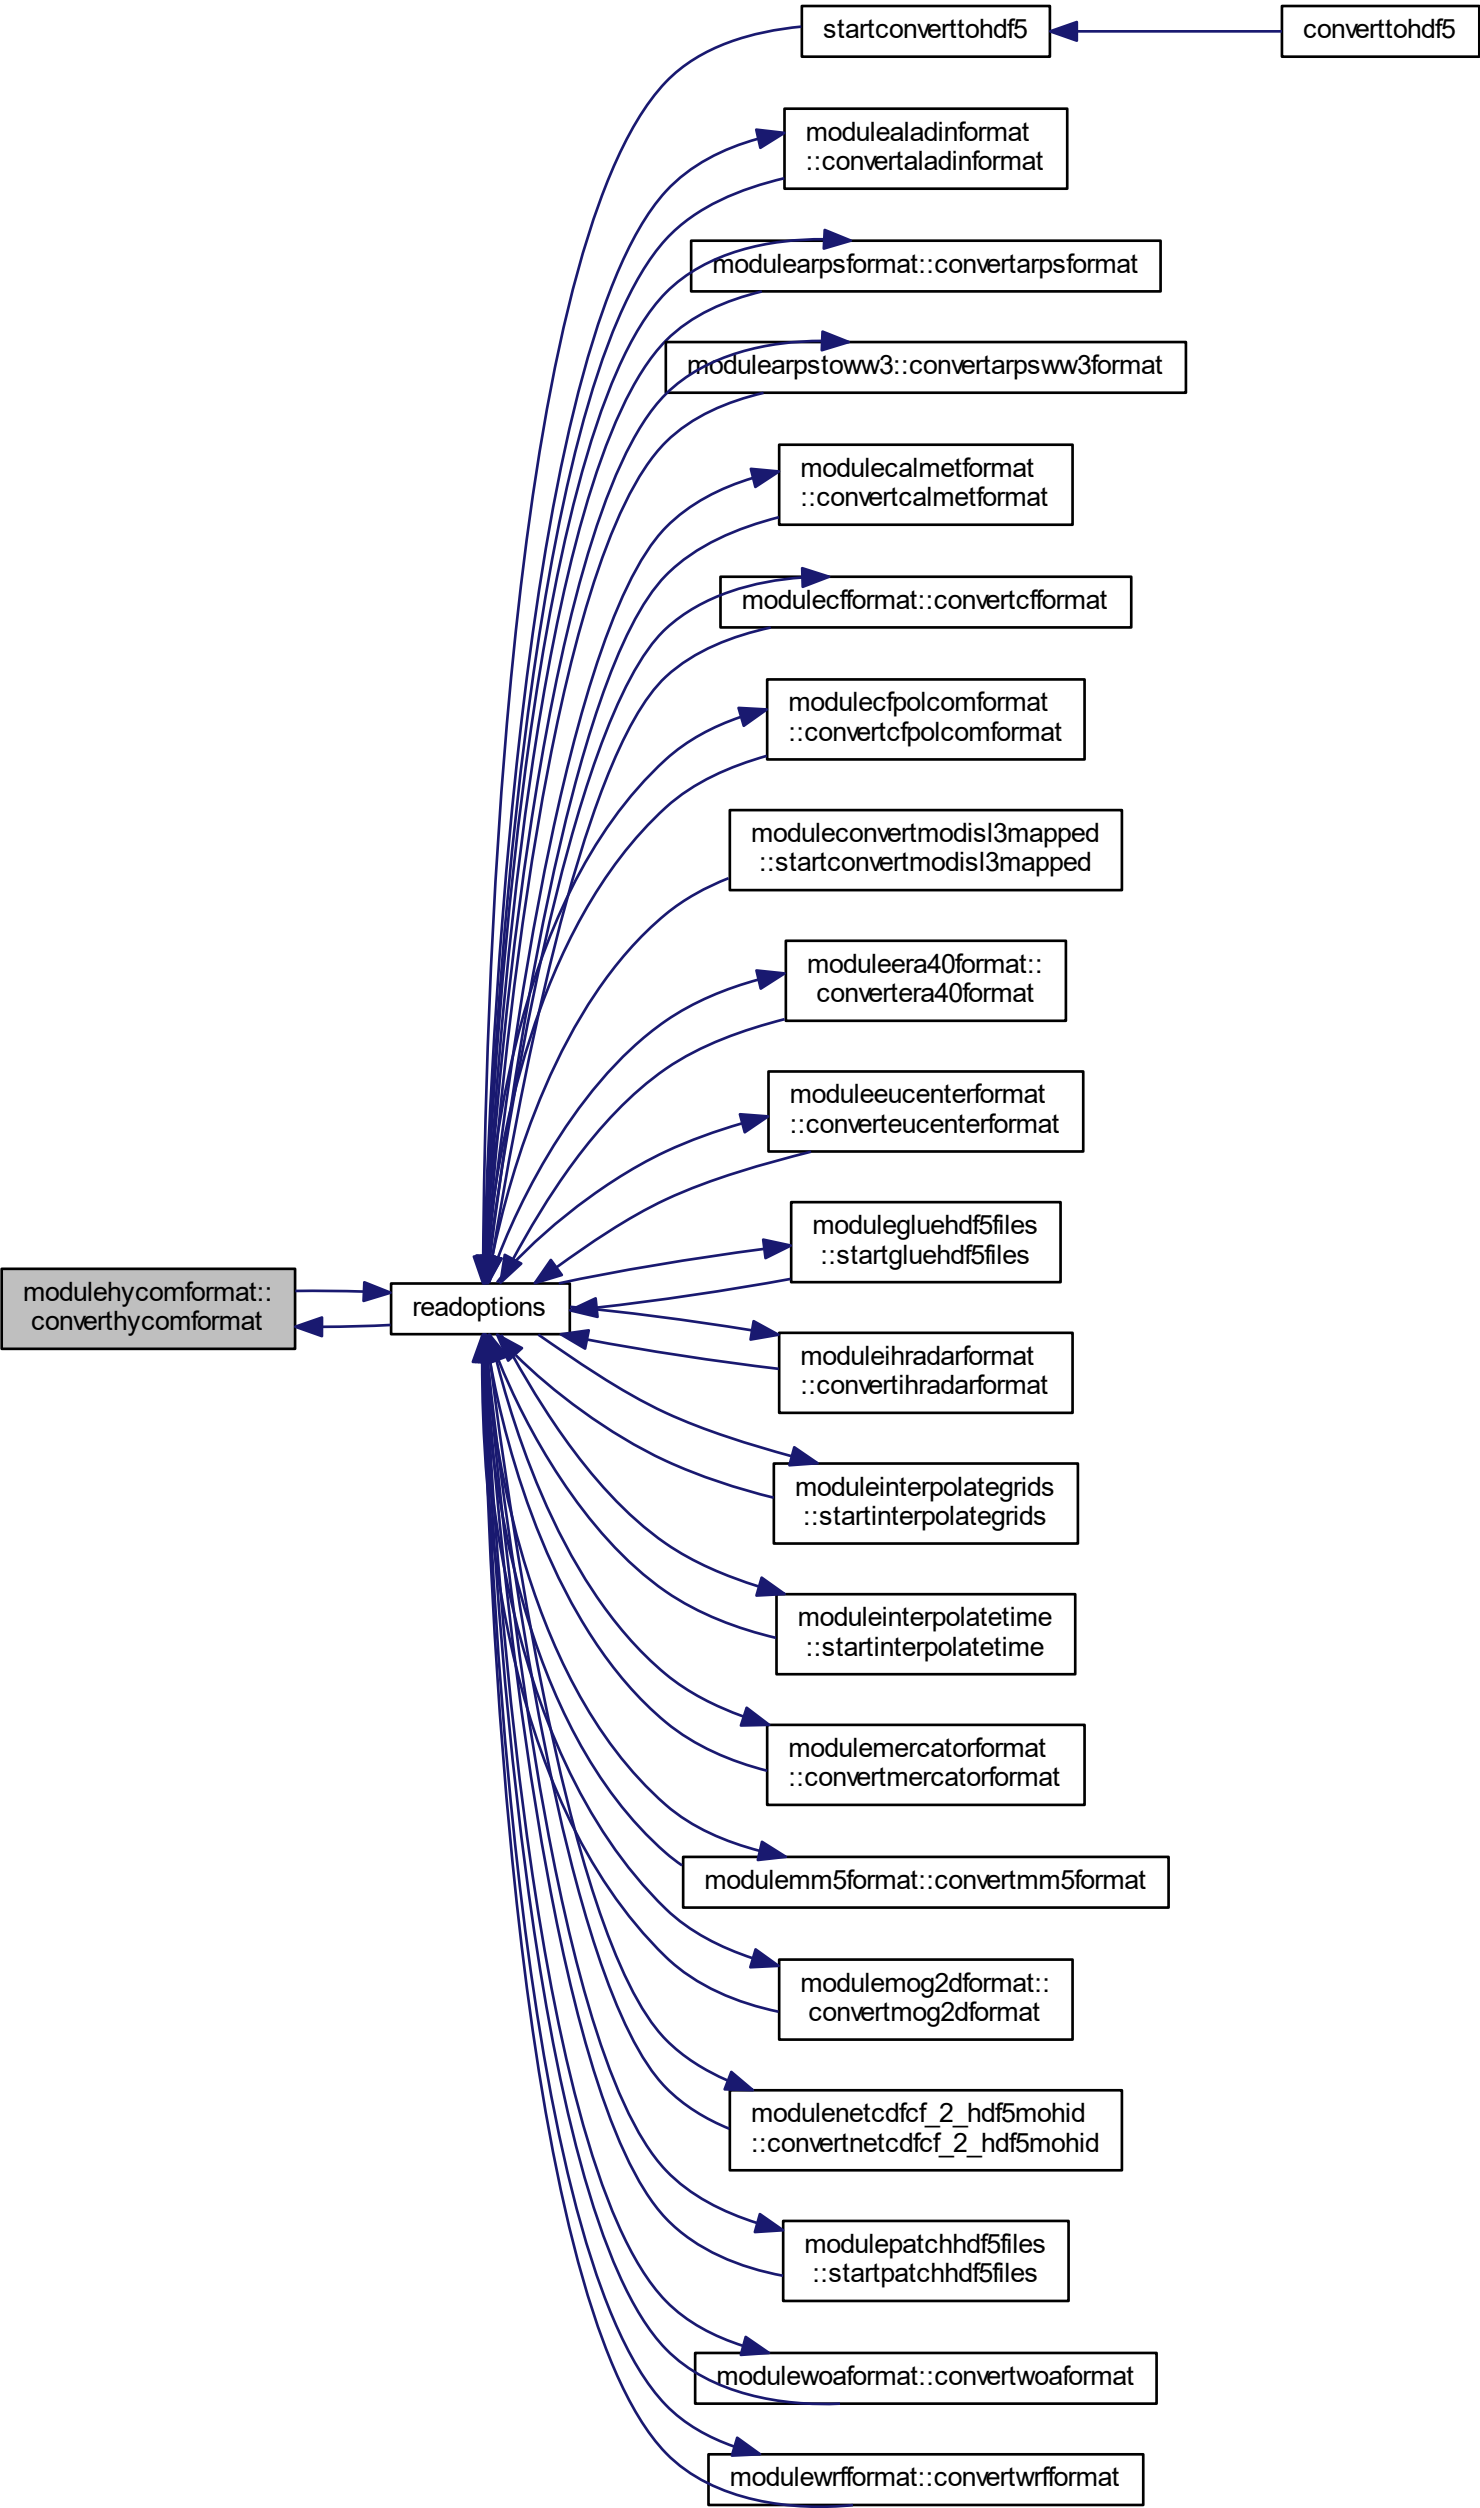 startconverttohdf5
converttohdf5
modulealadinformat
::convertaladinformat
modulearpsformat::convertarpsformat
modulearpstoww3::convertarpsww3format
modulecalmetformat
::convertcalmetformat
modulecfformat::convertcfformat
modulecfpolcomformat
::convertcfpolcomformat
moduleconvertmodisl3mapped
::startconvertmodisl3mapped
moduleera40format::
convertera40format
moduleeucenterformat
::converteucenterformat
modulegluehdf5files
::startgluehdf5files
modulehycomformat::
converthycomformat
readoptions
moduleihradarformat
::convertihradarformat
moduleinterpolategrids
::startinterpolategrids
moduleinterpolatetime
::startinterpolatetime
modulemercatorformat
::convertmercatorformat
modulemm5format::convertmm5format
modulemog2dformat::
convertmog2dformat
modulenetcdfcf_2_hdf5mohid
::convertnetcdfcf_2_hdf5mohid
modulepatchhdf5files
::startpatchhdf5files
modulewoaformat::convertwoaformat
modulewrfformat::convertwrfformat